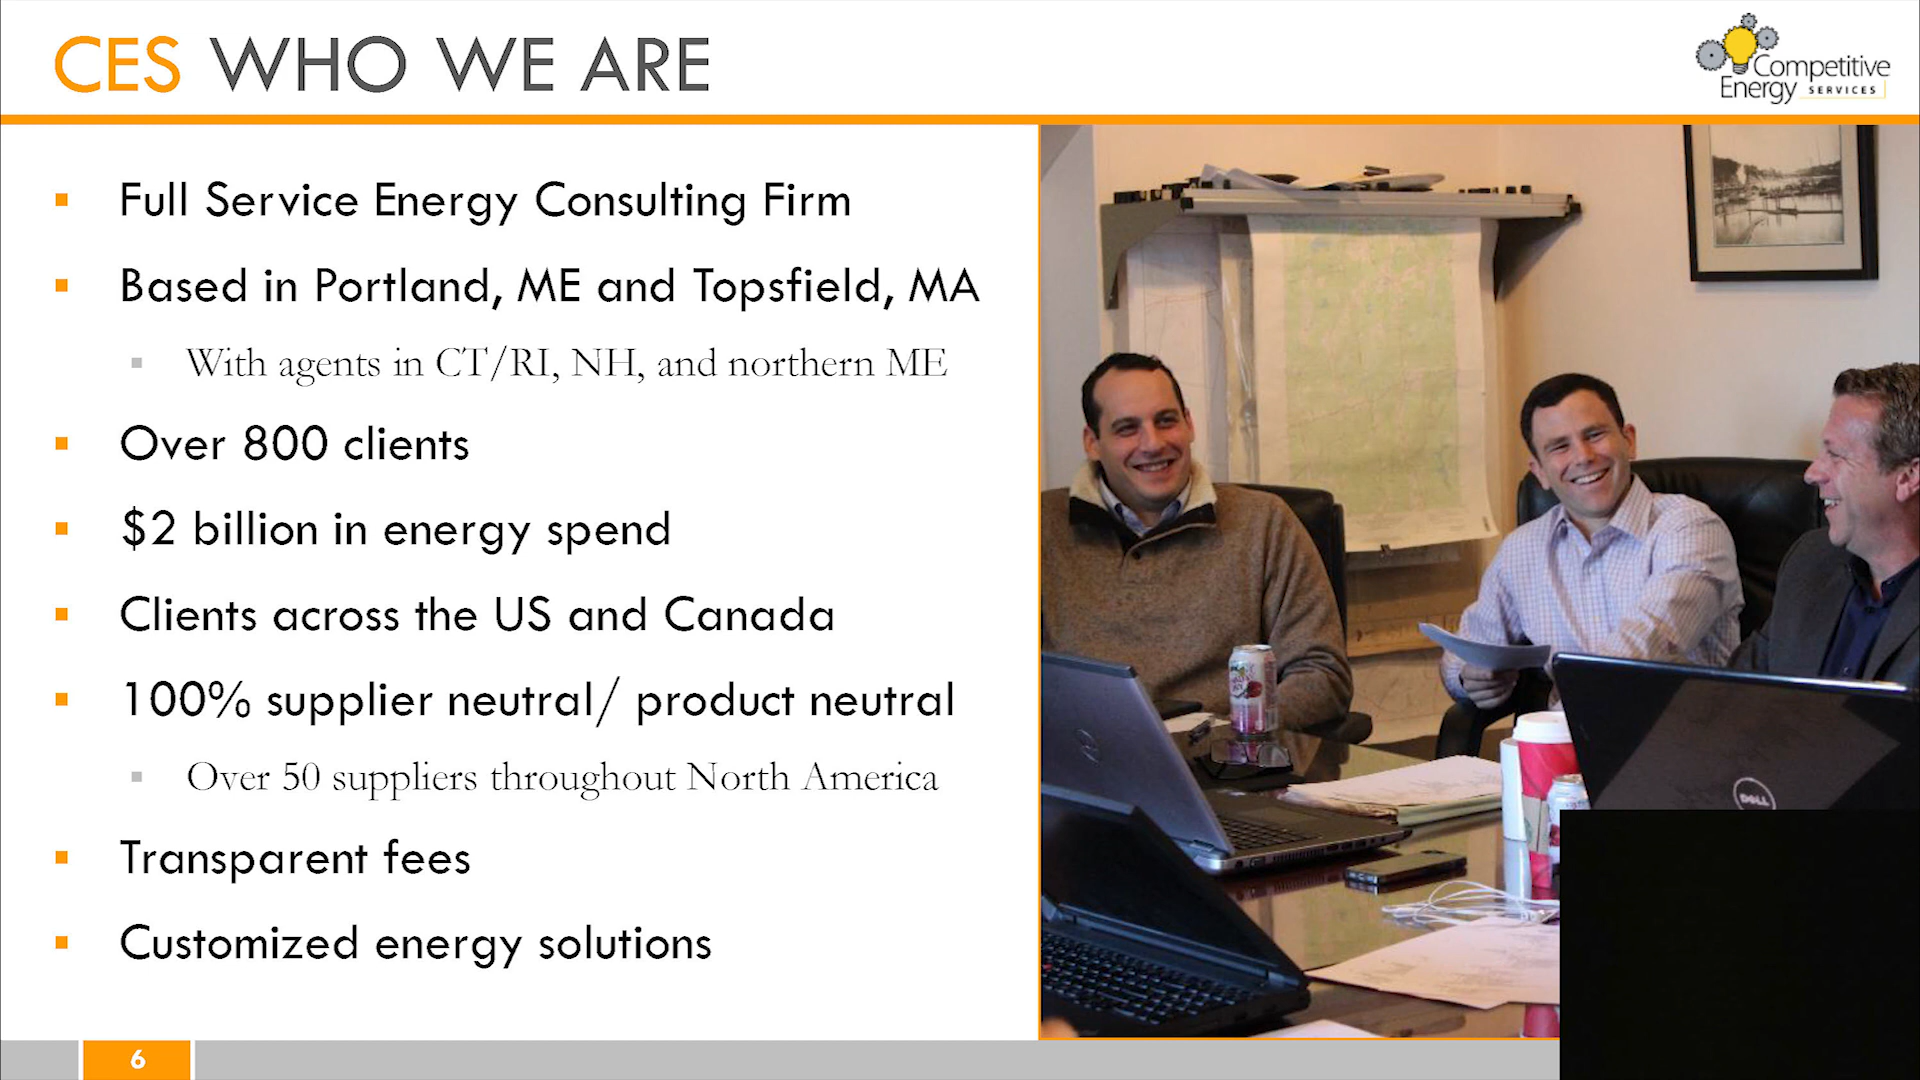 CES WHO WE ARE
Competitive
Energy SERVICES
Full Service Energy Consulting Firm
Based in Portland, ME and Topsfield, MA
With agents in CT/RI, NH, and northern ME
Over 800 clients
$2 billion in energy spend
Clients across the US and Canada
100% supplier neutral/ product neutral
Over 50 suppliers throughout North America
Transparent fees
Customized energy solutions
DELL
6